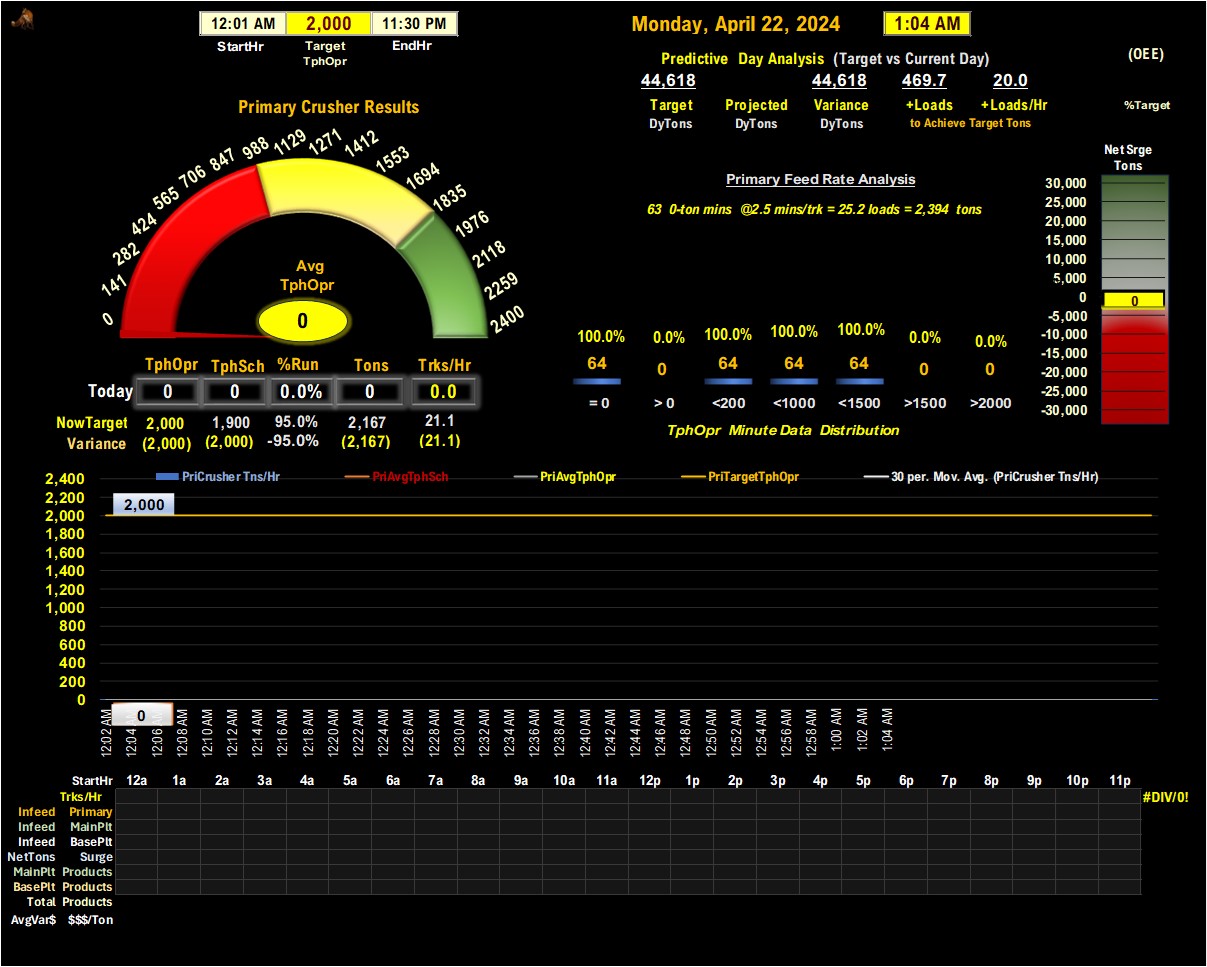 12:01 AM 2,000 11:30 PM
StartHr Target EndHr
TphOpr
Monday, April 22, 2024 1:04 AM
Predictive Day Analysis (Target vs Current Day)
44,618 44,618 469.7 20.0
Target Projected Variance +Loads +Loads/Hr
DyTons DyTons DyTons to Achieve Target Tons
(OEE)
%Target
Primary Crusher Results
0
141
282
424
565
706
847
988
1129
1271
1412
1553
1694
1835
1976
2118
2259
2400
Avg
TphOpr
0
TphOpr TphSch %Run Tons Trks/Hr
Today 0 0 0.0% 0 0.0
NowTarget 2,000 1,900 95.0% 2,167 21.1
Variance (2,000) (2,000) -95.0% (2,167) (21.1)
Primary Feed Rate Analysis
63 0-ton mins @2.5 mins/trk = 25.2 loads = 2,394 tons
100.0% 0.0% 100.0% 100.0% 100.0% 0.0% 0.0%
64 0 64 64 64 0 0
= 0 > 0 <200 <1000 <1500 >1500 >2000
TphOpr Minute Data Distribution
Net Srge
Tons
30,000
25,000
20,000
15,000
10,000
5,000
0 0
-5,000
-10,000
-15,000
-20,000
-25,000
-30,000
PriCrusher Tns/Hr PriAvgTphSch PriAvgTphOpr PriTargetTphOpr 30 per. Mov. Avg. (PriCrusher Tns/Hr)
2,400
2,200
2,000
1,800
1,600
1,400
1,200
1,000
800
600
400
200
0
2,000
0
12:02 AM
12:04 AM
12:06 AM
12:08 AM
12:10 AM
12:12 AM
12:14 AM
12:16 AM
12:18 AM
12:20 AM
12:22 AM
12:24 AM
12:26 AM
12:28 AM
12:30 AM
12:32 AM
12:34 AM
12:36 AM
12:38 AM
12:40 AM
12:42 AM
12:44 AM
12:46 AM
12:48 AM
12:50 AM
12:52 AM
12:54 AM
12:56 AM
12:58 AM
1:00 AM
1:02 AM
1:04 AM
StartHr 12a 1a 2a 3a 4a 5a 6a 7a 8a 9a 10a 11a 12p 1p 2p 3p 4p 5p 6p 7p 8p 9p 10p 11p
Trks/Hr #DIV/0!
Infeed Primary
Infeed MainPlt
Infeed BasePlt
NetTons Surge
MainPlt Products
BasePlt Products
Total Products
AvgVar$ $$$/Ton